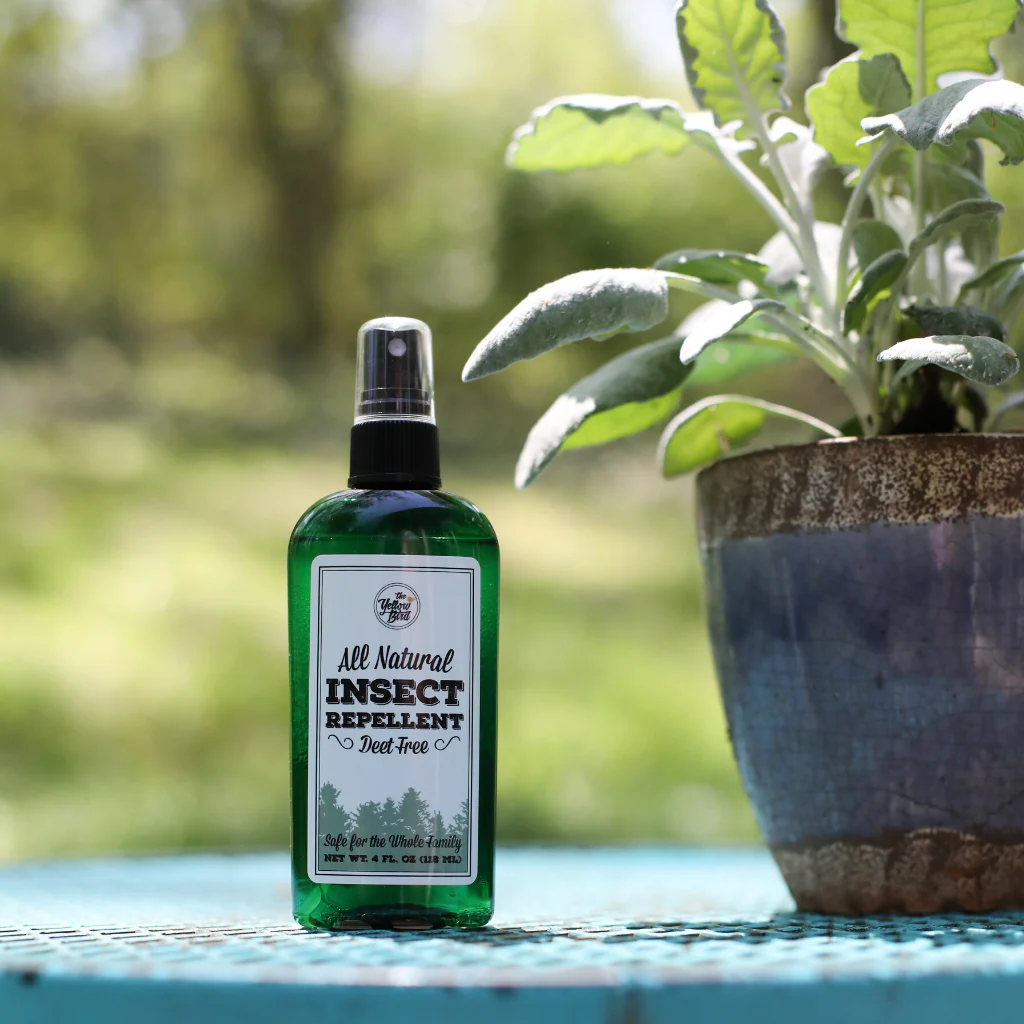 the
Yellow
Bird
All Natural
INSECT
REPELLENT
Deet Free
Safe for the Whole Family
NET WT. 4 FL. OZ (118 ML)